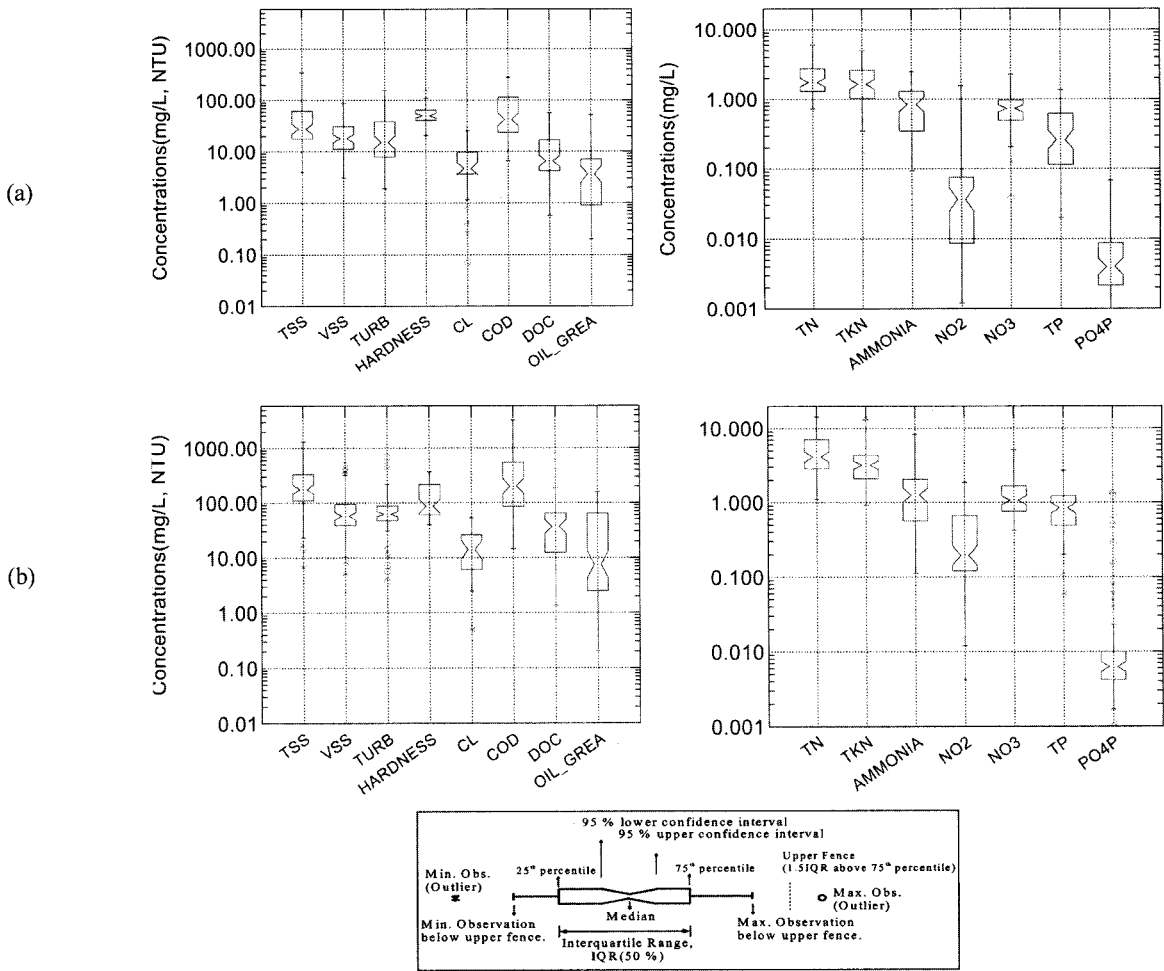 (a)
Concentrations(mg/L, NTU)
1000.00
100.00
10.00
1.00
0.10
0.01
TSS
VSS
TURB
HARDNESS
CL
COD
DOC
OIL_GREA
Concentrations(mg/L)
10.000
1.000
0.100
0.010
0.001
TN
TKN
AMMONIA
NO2
NO3
TP
PO4P
(b)
Concentrations(mg/L, NTU)
1000.00
100.00
10.00
1.00
0.10
0.01
TSS
VSS
TURB
HARDNESS
CL
COD
DOC
OIL_GREA
10.000
1.000
0.100
0.010
0.001
TN
TKN
AMMONIA
NO2
NO3
TP
PO4P
95 % lower confidence interval
95 % upper confidence interval
Min. Obs.
(Outlier)
25th percentile
75th percentile
Upper Fence
(1.5IQR above 75th percentile)
Max. Obs.
(Outlier)
Min. Observation
below upper fence.
Median
Max. Observation
below upper fence.
Interquartile Range,
IQR(50 %)